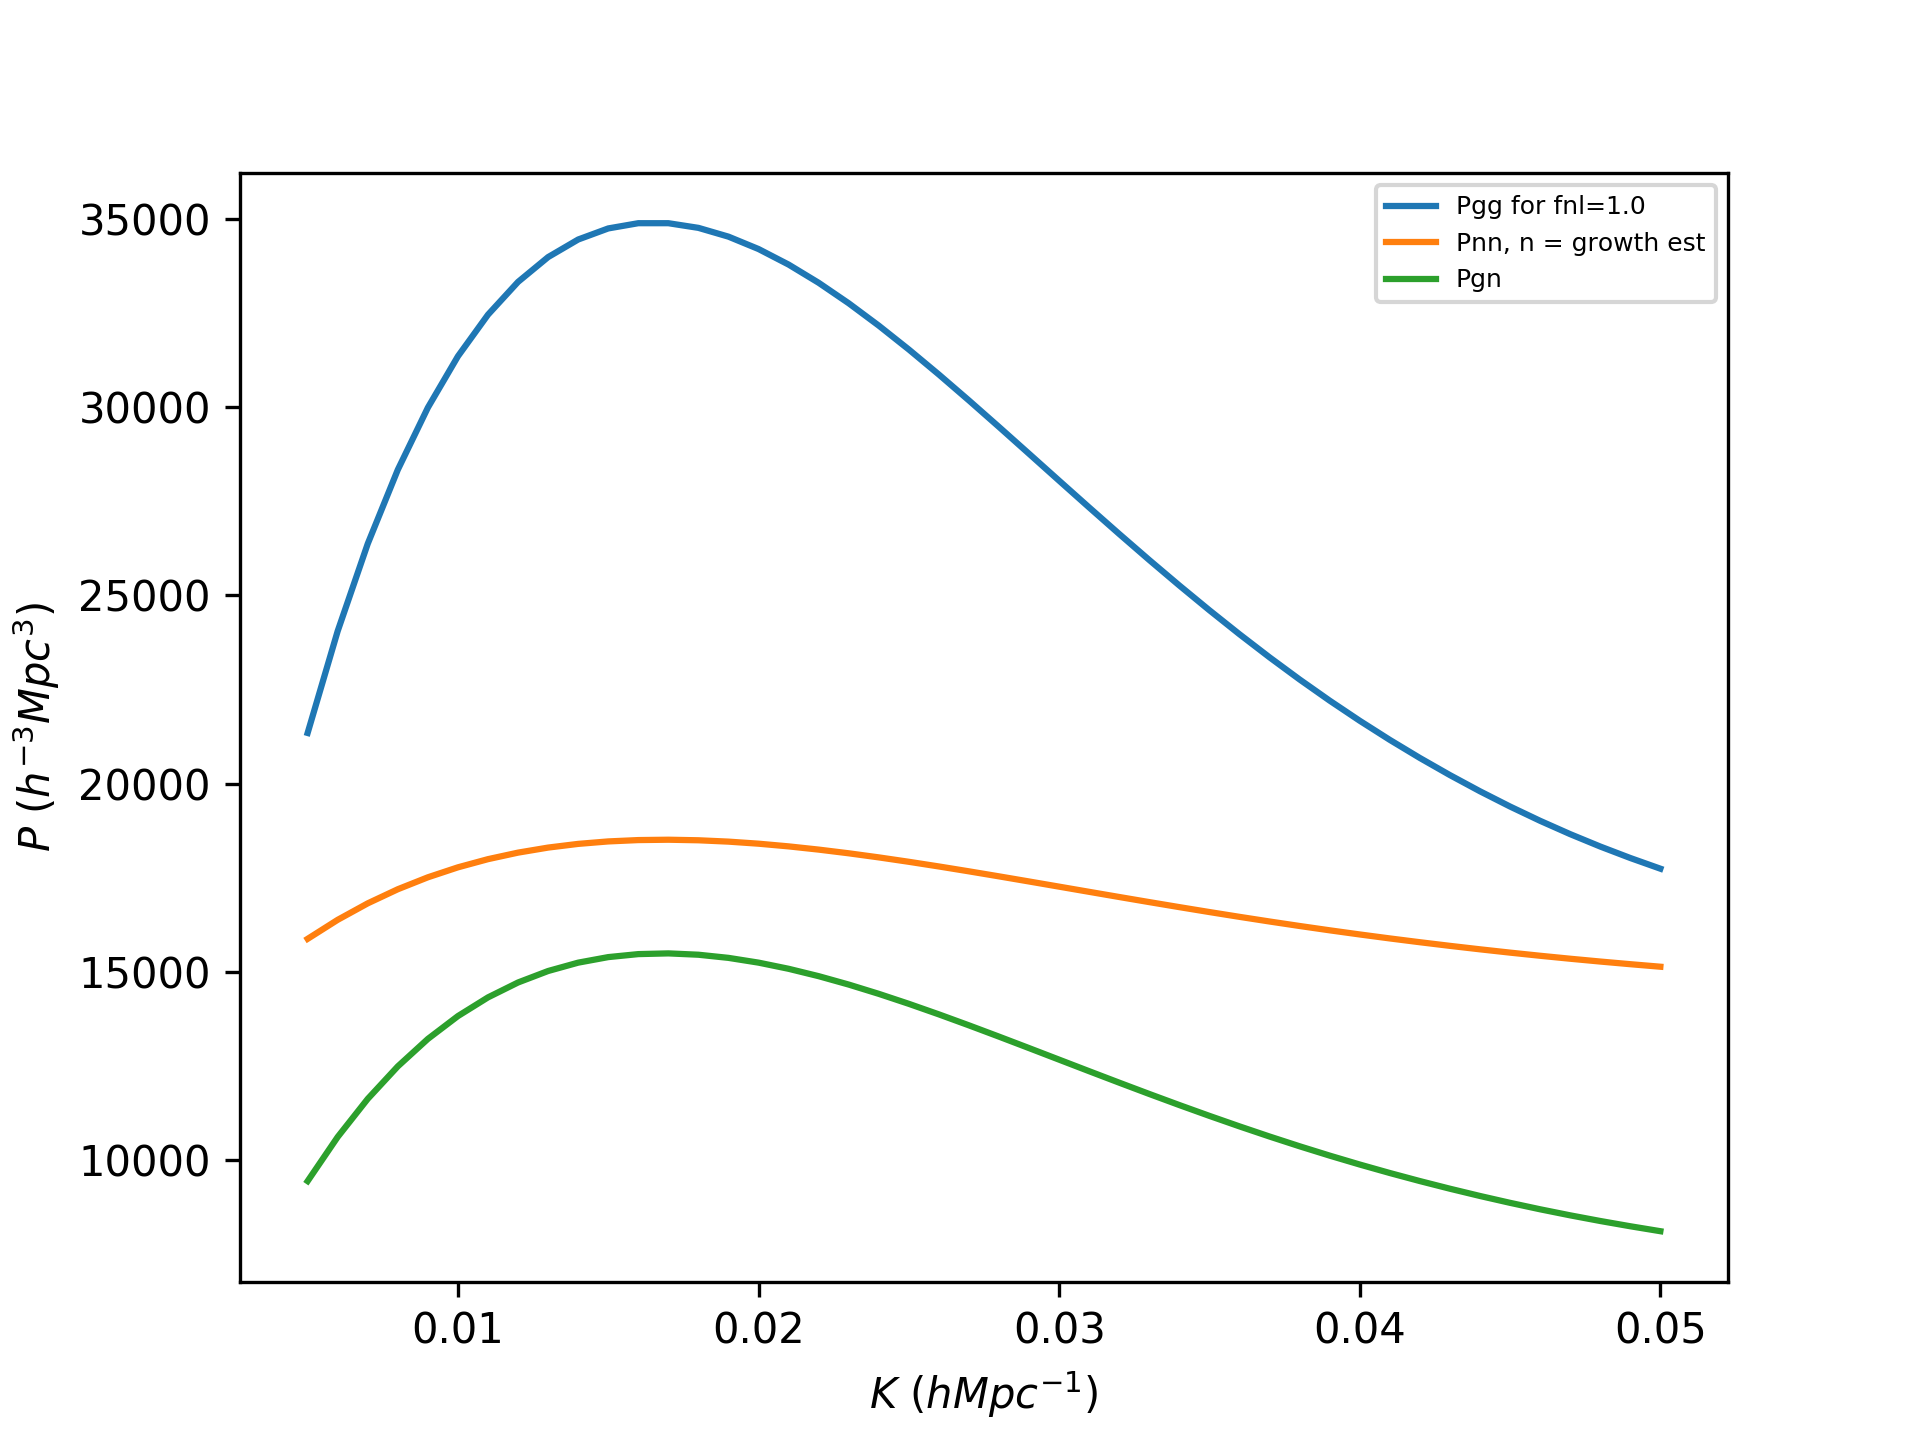 Pgg for fnl=1.0
Pnn, n = growth est
Pgn
35000
30000
25000
20000
15000
10000
P (h⁻³Mpc³)
0.01 0.02 0.03 0.04 0.05
K (hMpc⁻¹)